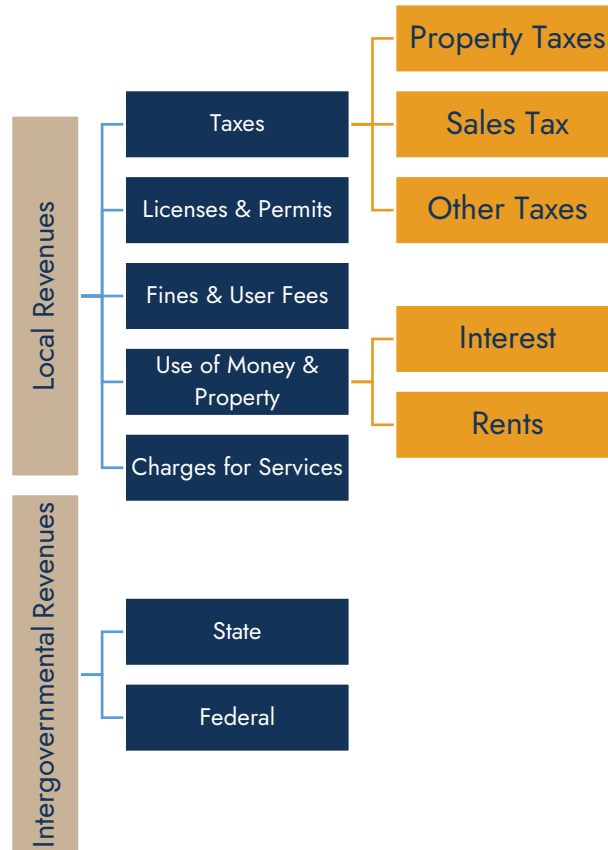 Local Revenues
Taxes
Property Taxes
Sales Tax
Other Taxes
Licenses & Permits
Fines & User Fees
Use of Money &
Property
Interest
Rents
Charges for Services
Intergovernmental Revenues
State
Federal